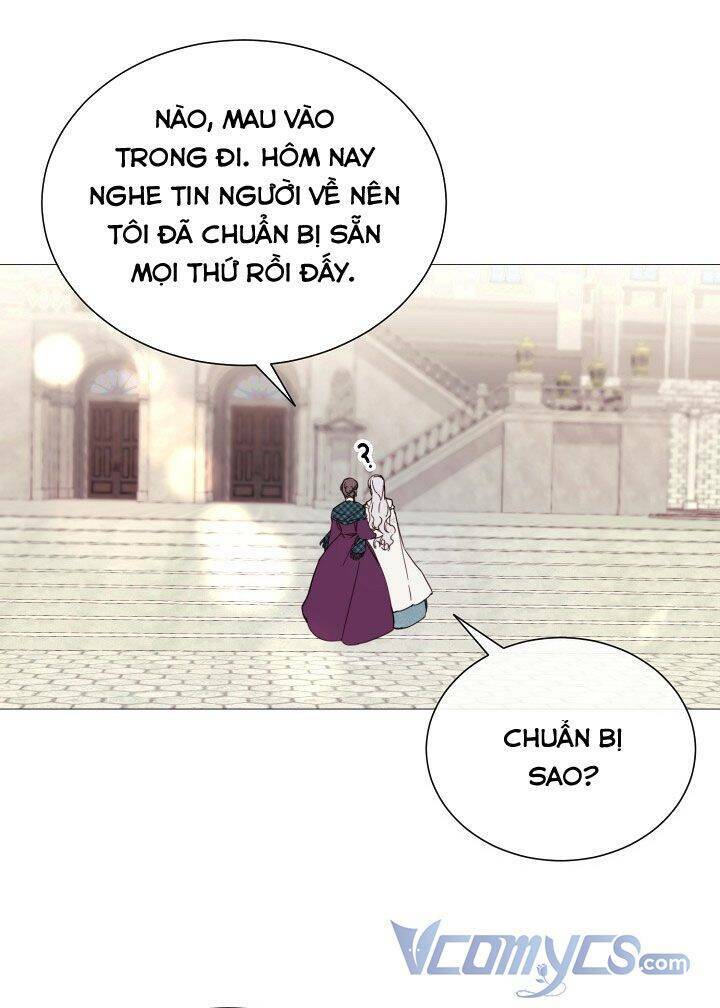 NÀO, MAU VÀO
TRONG ĐI. HÔM NAY
NGHE TIN NGƯỜI VỀ NÊN
TÔI ĐÃ CHUẨN BỊ SẴN
MỌI THỨ RỒI ĐẤY.
?
CHUẨN BỊ
SAO?
VCOMYCS.com